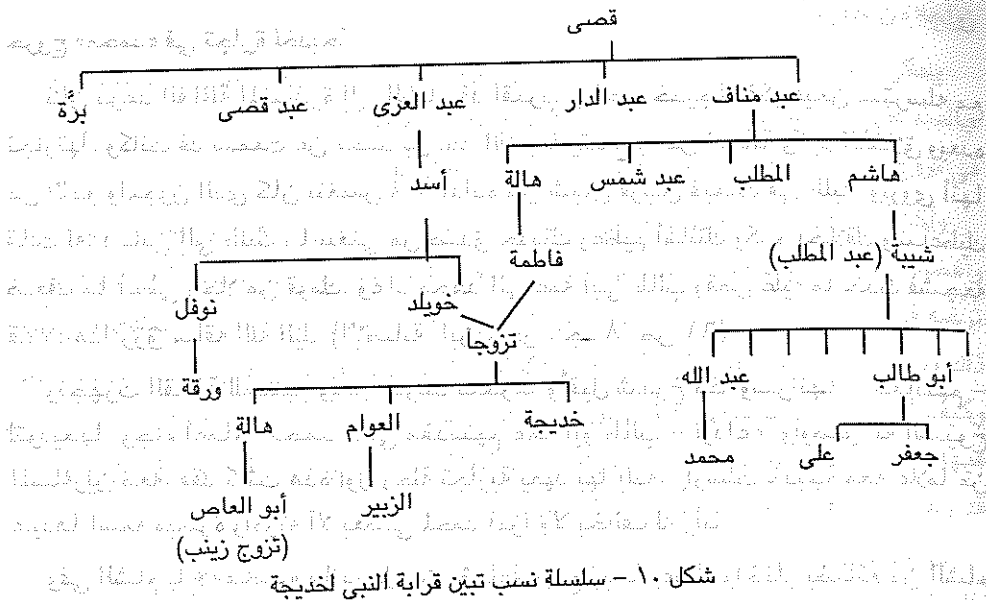 قصى
عبد مناف عبد الدار عبد العزى عبد قصى برَّة
هاشم المطلب عبد شمس هالة أسد
شيبة (عبد المطلب) فاطمة
خويلد نوفل
تزوجا
أبو طالب عبد الله ورقة
خديجة العوام هالة
جعفر على محمد
الزبير أبو العاص
(تزوج زينب)
شكل ١٠ – سلسلة نسب تبين قرابة النبى لخديجة